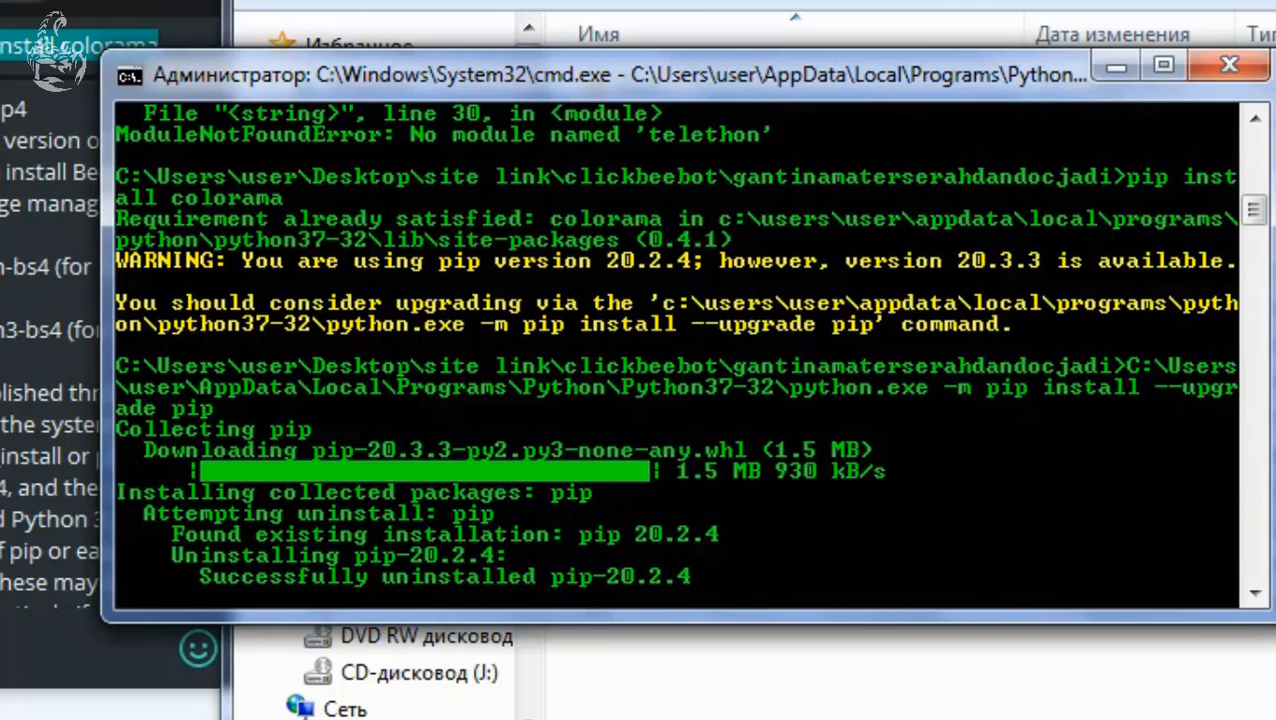 nstall colorama
Избранное
Имя
Дата изменения
Тип
Администратор: C:\Windows\System32\cmd.exe - C:\Users\user\AppData\Local\Programs\Python...
File "<string>", line 30, in <module>
ModuleNotFoundError: No module named 'telethon'
C:\Users\user\Desktop\site link\clickbeebot\gantinamaterserahdandocjadi>pip inst
all colorama
Requirement already satisfied: colorama in c:\users\user\appdata\local\programs\
python\python37-32\lib\site-packages (0.4.1)
WARNING: You are using pip version 20.2.4; however, version 20.3.3 is available.
You should consider upgrading via the 'c:\users\user\appdata\local\programs\pyth
on\python37-32\python.exe -m pip install --upgrade pip' command.
C:\Users\user\Desktop\site link\clickbeebot\gantinamaterserahdandocjadi>C:\Users
\user\AppData\Local\Programs\Python\Python37-32\python.exe -m pip install --upgr
ade pip
Collecting pip
Downloading pip-20.3.3-py2.py3-none-any.whl (1.5 MB)
1.5 MB 930 kB/s
Installing collected packages: pip
Attempting uninstall: pip
Found existing installation: pip 20.2.4
Uninstalling pip-20.2.4:
Successfully uninstalled pip-20.2.4
p4
version o
install Be
ge manag
-bs4 (for
3-bs4 (for
olished thr
the system
install or p
4, and the
d Python 3
f pip or ea
hese may
DVD RW дисковод
CD-дисковод (J:)
Сеть